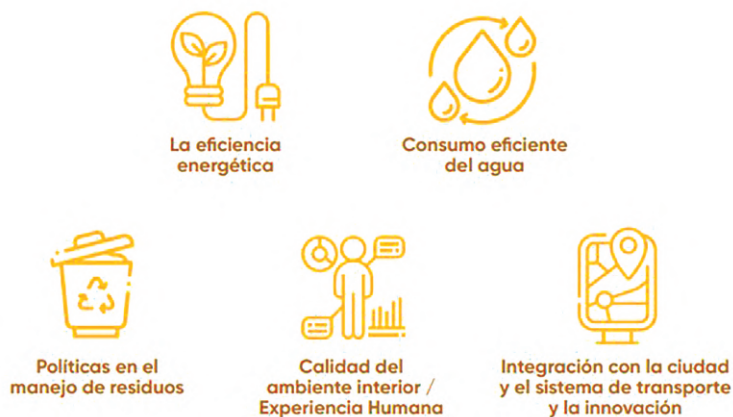 La eficiencia
energética
Consumo eficiente
del agua
Políticas en el
manejo de residuos
Calidad del
ambiente interior /
Experiencia Humana
Integración con la ciudad
y el sistema de transporte
y la innovación